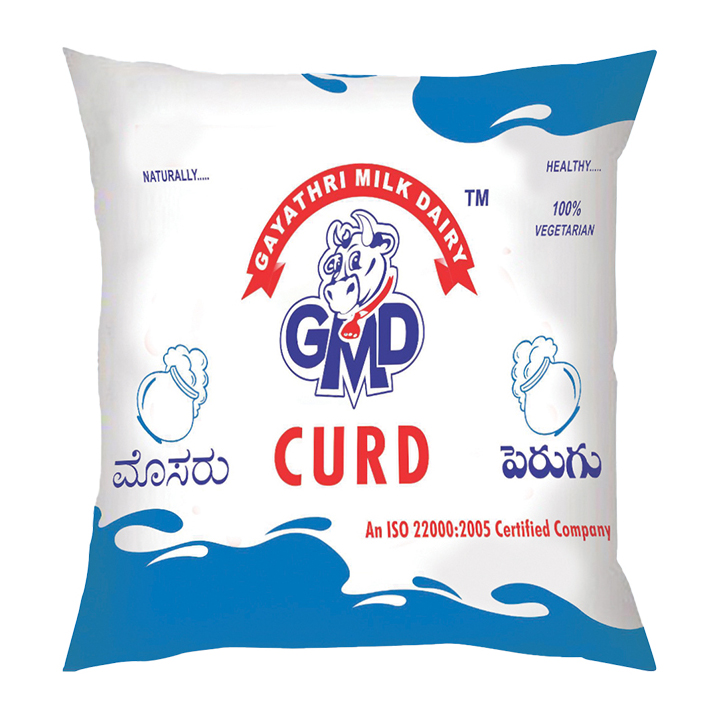 NATURALLY.....
HEALTHY.....
100%
VEGETARIAN
GAYATHRI MILK DAIRY
TM
GMD
ಮೊಸರು
CURD
పెరుగు
An ISO 22000:2005 Certified Company